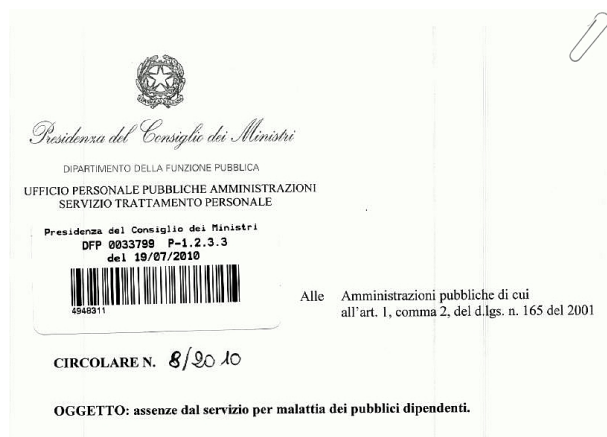 Presidenza del Consiglio dei Ministri
DIPARTIMENTO DELLA FUNZIONE PUBBLICA
UFFICIO PERSONALE PUBBLICHE AMMINISTRAZIONI
SERVIZIO TRATTAMENTO PERSONALE
Presidenza del Consiglio dei Ministri
DFP 0033799 P-1.2.3.3
del 19/07/2010
4948311
Alle Amministrazioni pubbliche di cui
all'art. 1, comma 2, del d.lgs. n. 165 del 2001
CIRCOLARE N. 8/2010
OGGETTO: assenze dal servizio per malattia dei pubblici dipendenti.